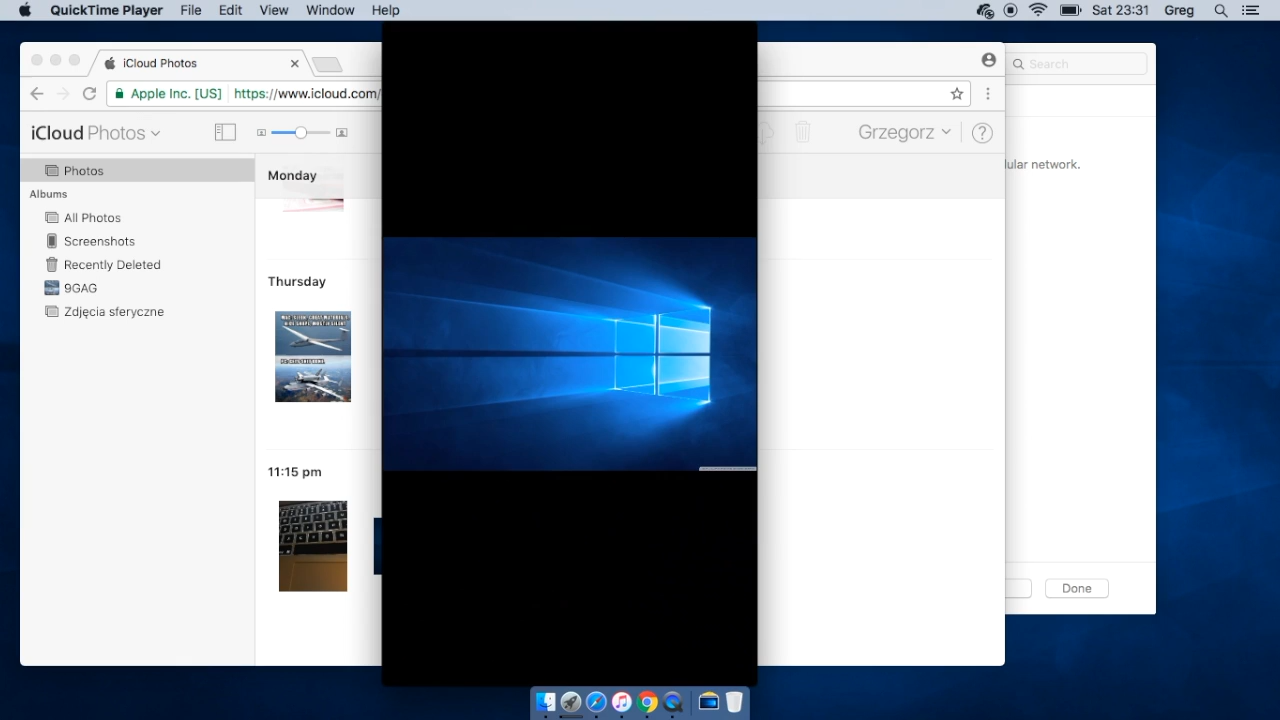 QuickTime Player File Edit View Window Help Sat 23:31 Greg
iCloud Photos
Search
Apple Inc. [US] https://www.icloud.com/
iCloud Photos Grzegorz ?
Photos
Monday
lular network.
Albums
All Photos
Screenshots
Recently Deleted
9GAG
Zdjęcia sferyczne
Thursday
11:15 pm
Done